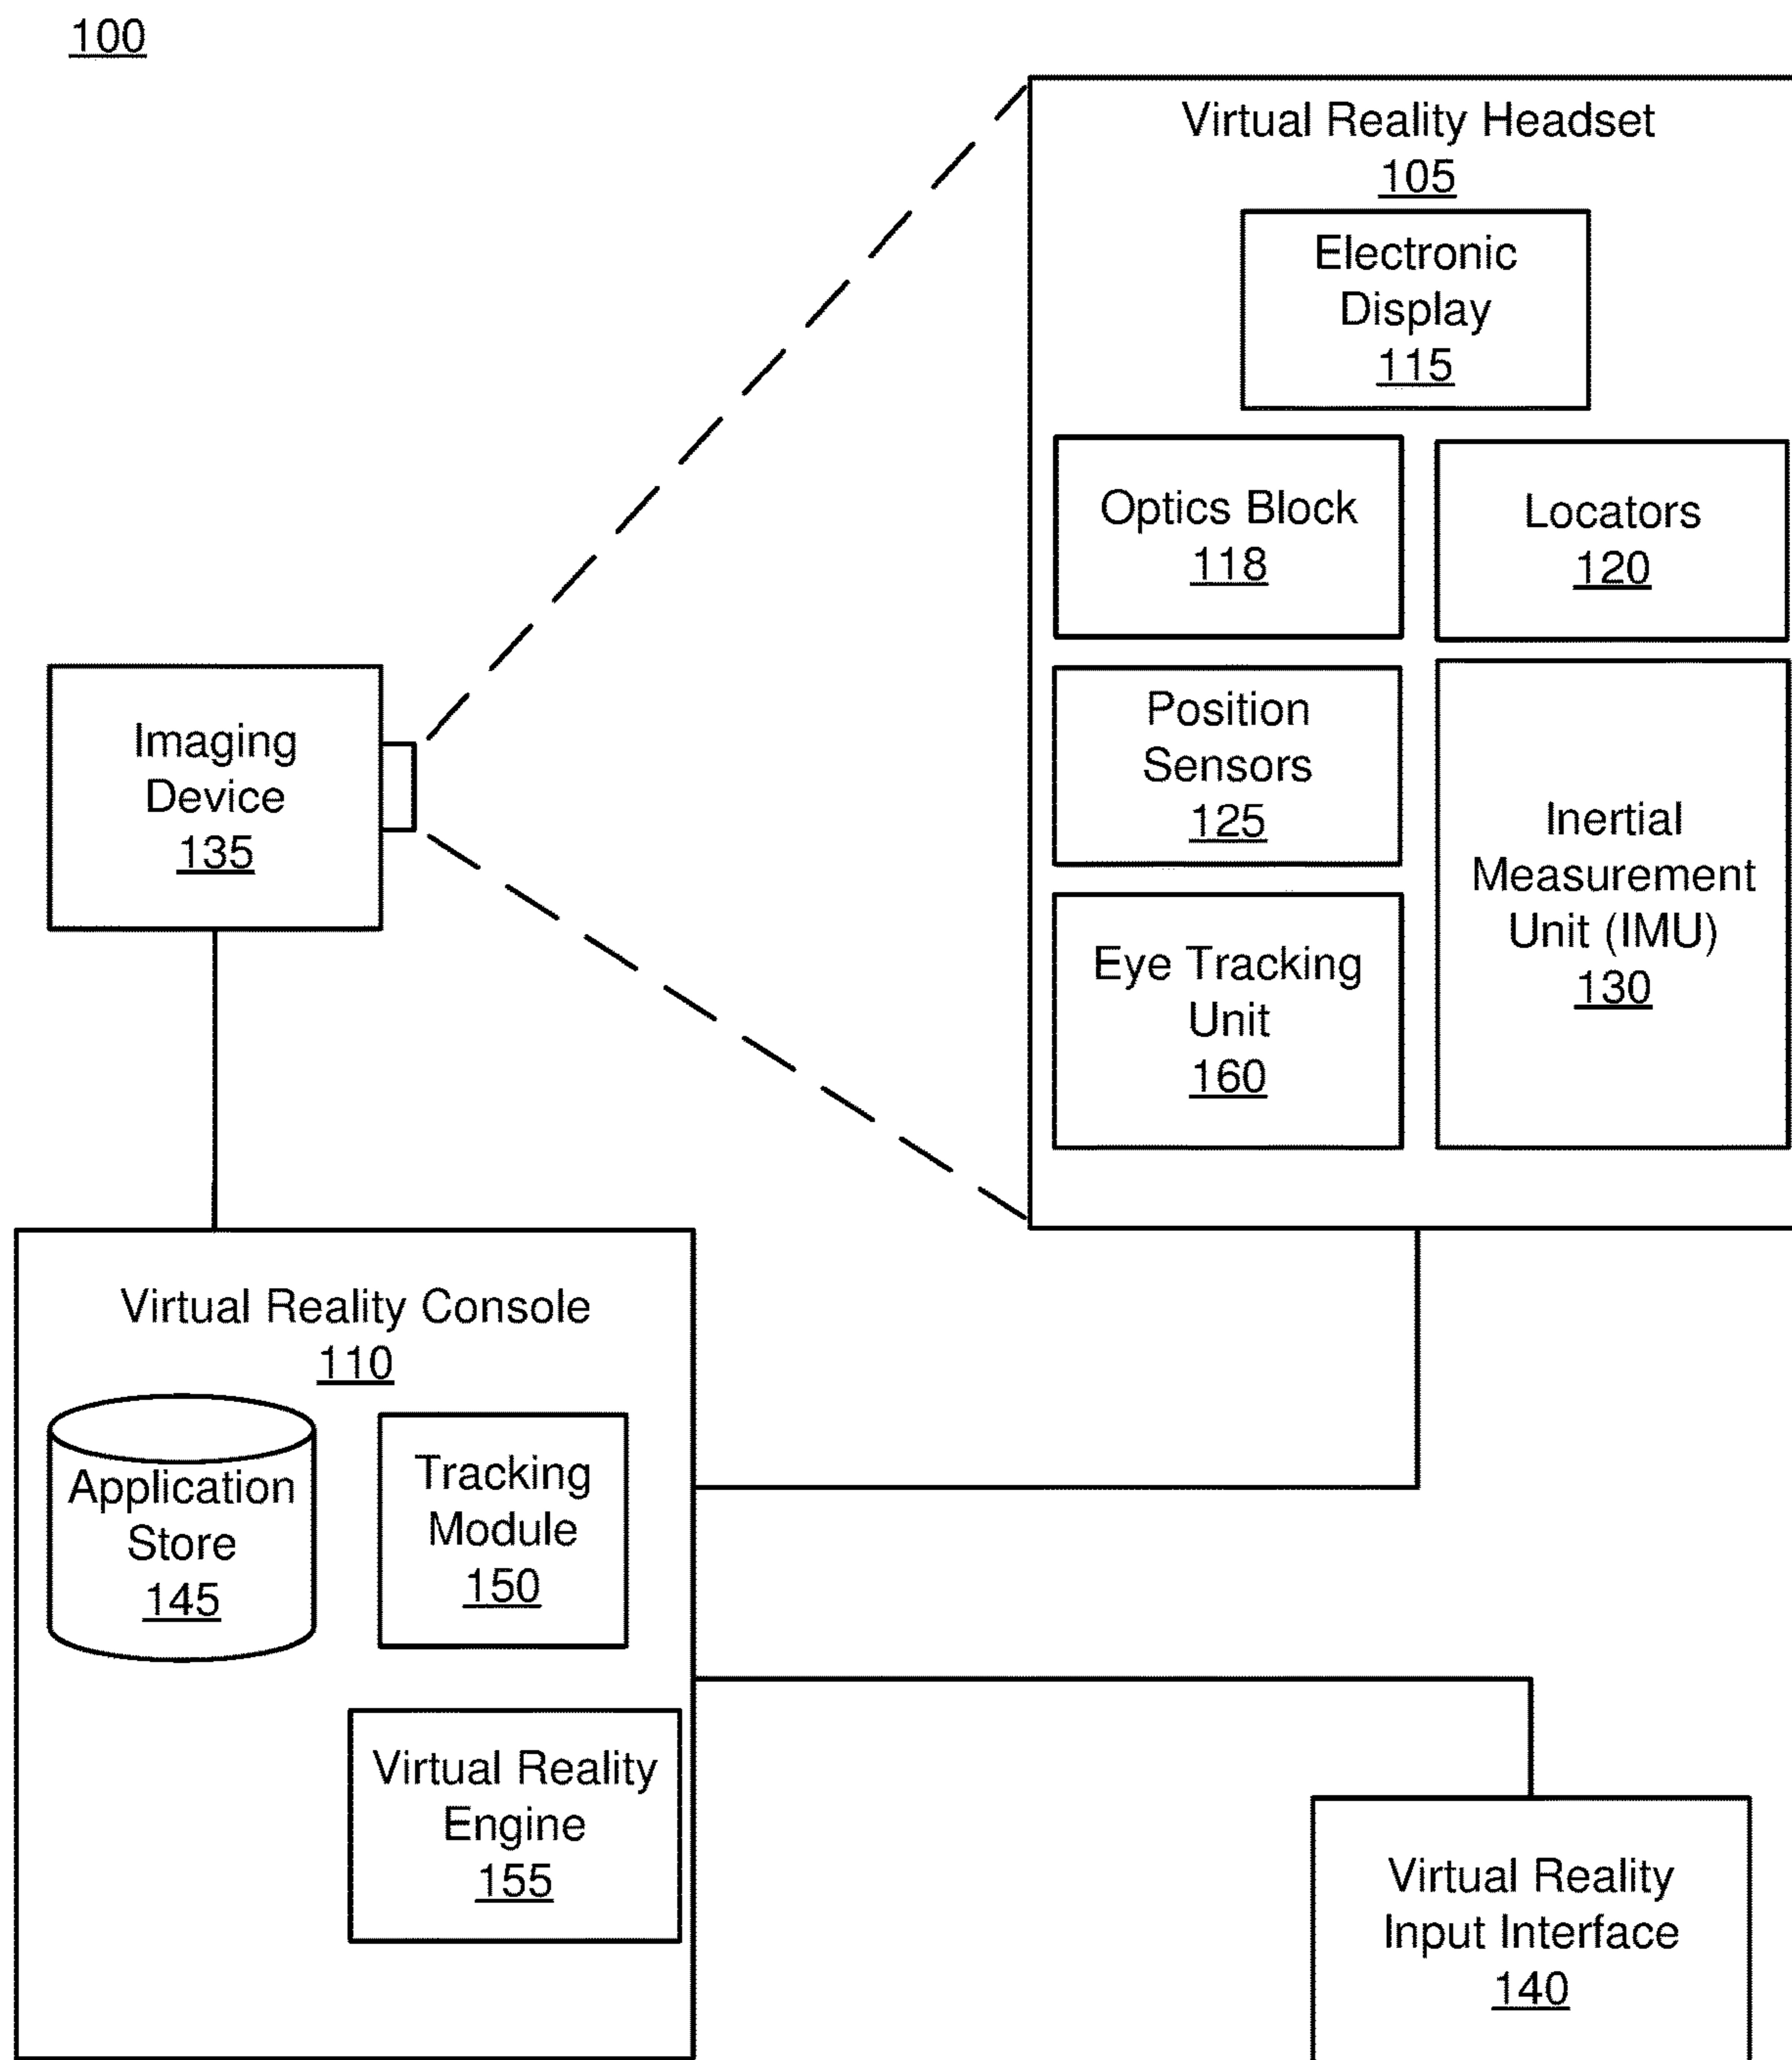 100
Virtual Reality Headset
105
Electronic
Display
115
Optics Block
118
Locators
120
Position
Sensors
125
Inertial
Measurement
Unit (IMU)
130
Eye Tracking
Unit
160
Imaging
Device
135
Virtual Reality Console
110
Application
Store
145
Tracking
Module
150
Virtual Reality
Engine
155
Virtual Reality
Input Interface
140